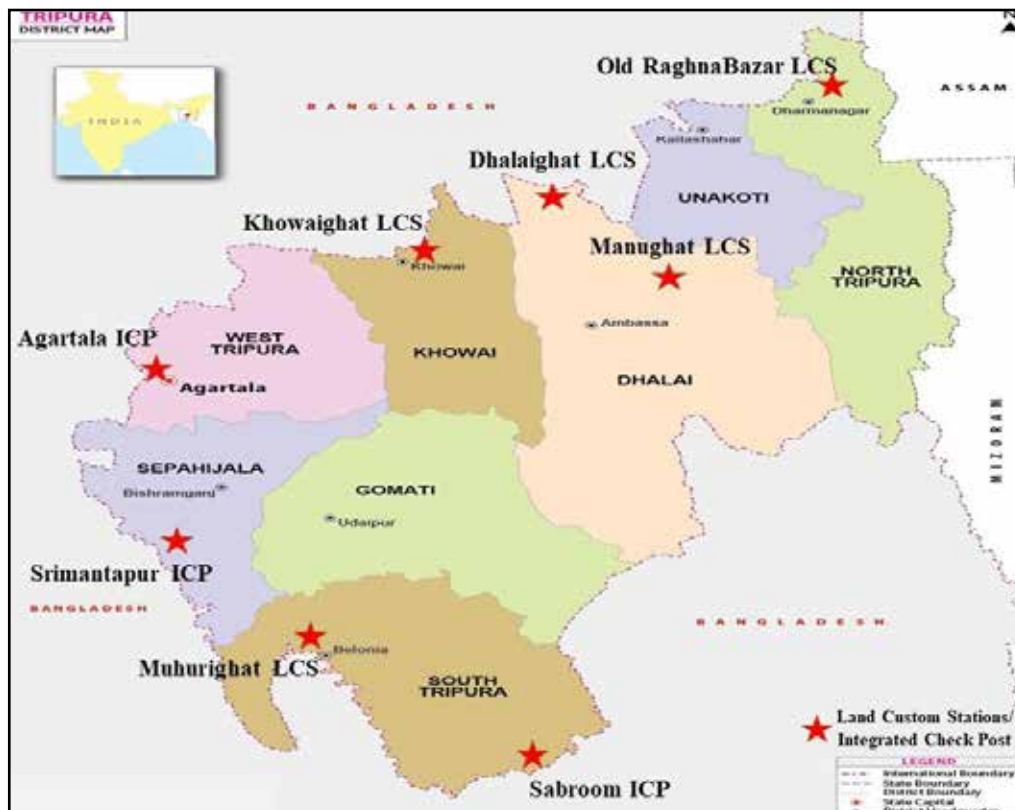 TRIPURA
DISTRICT MAP
INDIA
BANGLADESH
Old RaghnaBazar LCS
ASSAM
Dharmanagar
Kailashahar
Dhalaighat LCS
UNAKOTI
Khowaighat LCS
Khowai
Manughat LCS
NORTH
TRIPURA
Agartala ICP
WEST
TRIPURA
Ambassa
KHOWAI
DHALAI
Agartala
MIZORAM
SEPAHIJALA
Bishramganj
GOMATI
Udaipur
Srimantapur ICP
BANGLADESH
BANGLADESH
Muhurighat LCS
Belonia
SOUTH
TRIPURA
Land Custom Stations/
Integrated Check Post
Sabroom ICP
LEGEND
International Boundary
State Boundary
District Boundary
State Capital